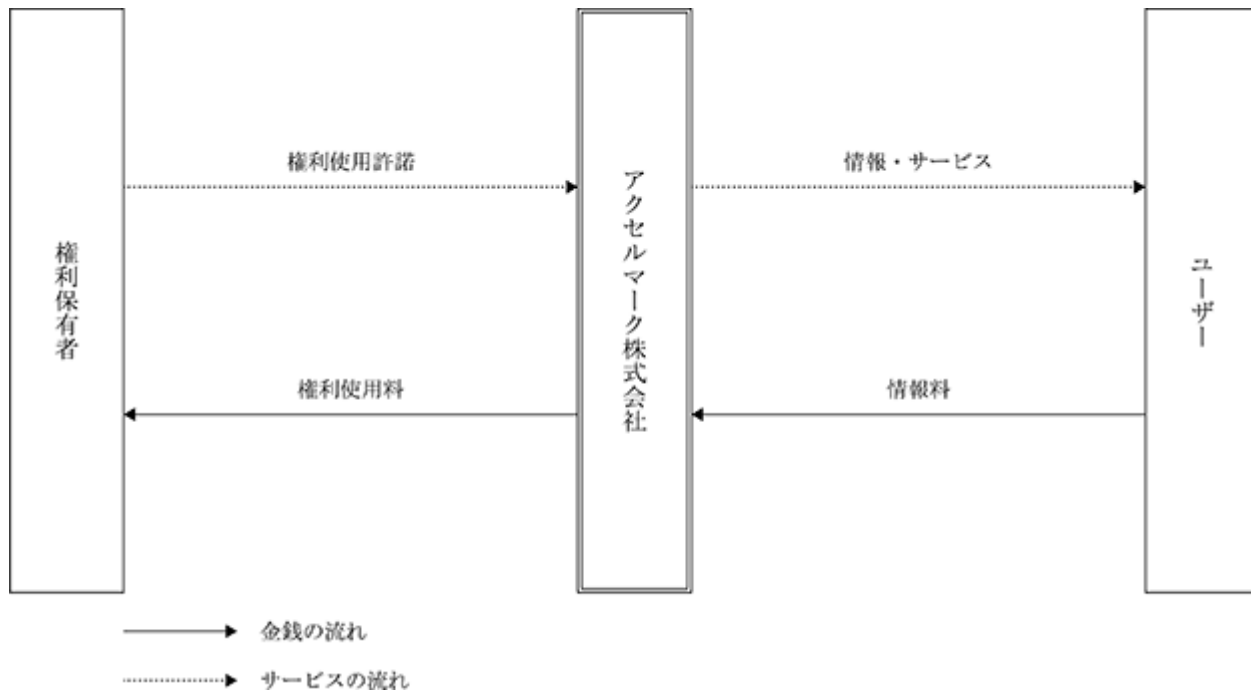 権利保有者
権利使用許諾
権利使用料
アクセルマーク株式会社
情報・サービス
情報料
ユーザー
金銭の流れ
サービスの流れ